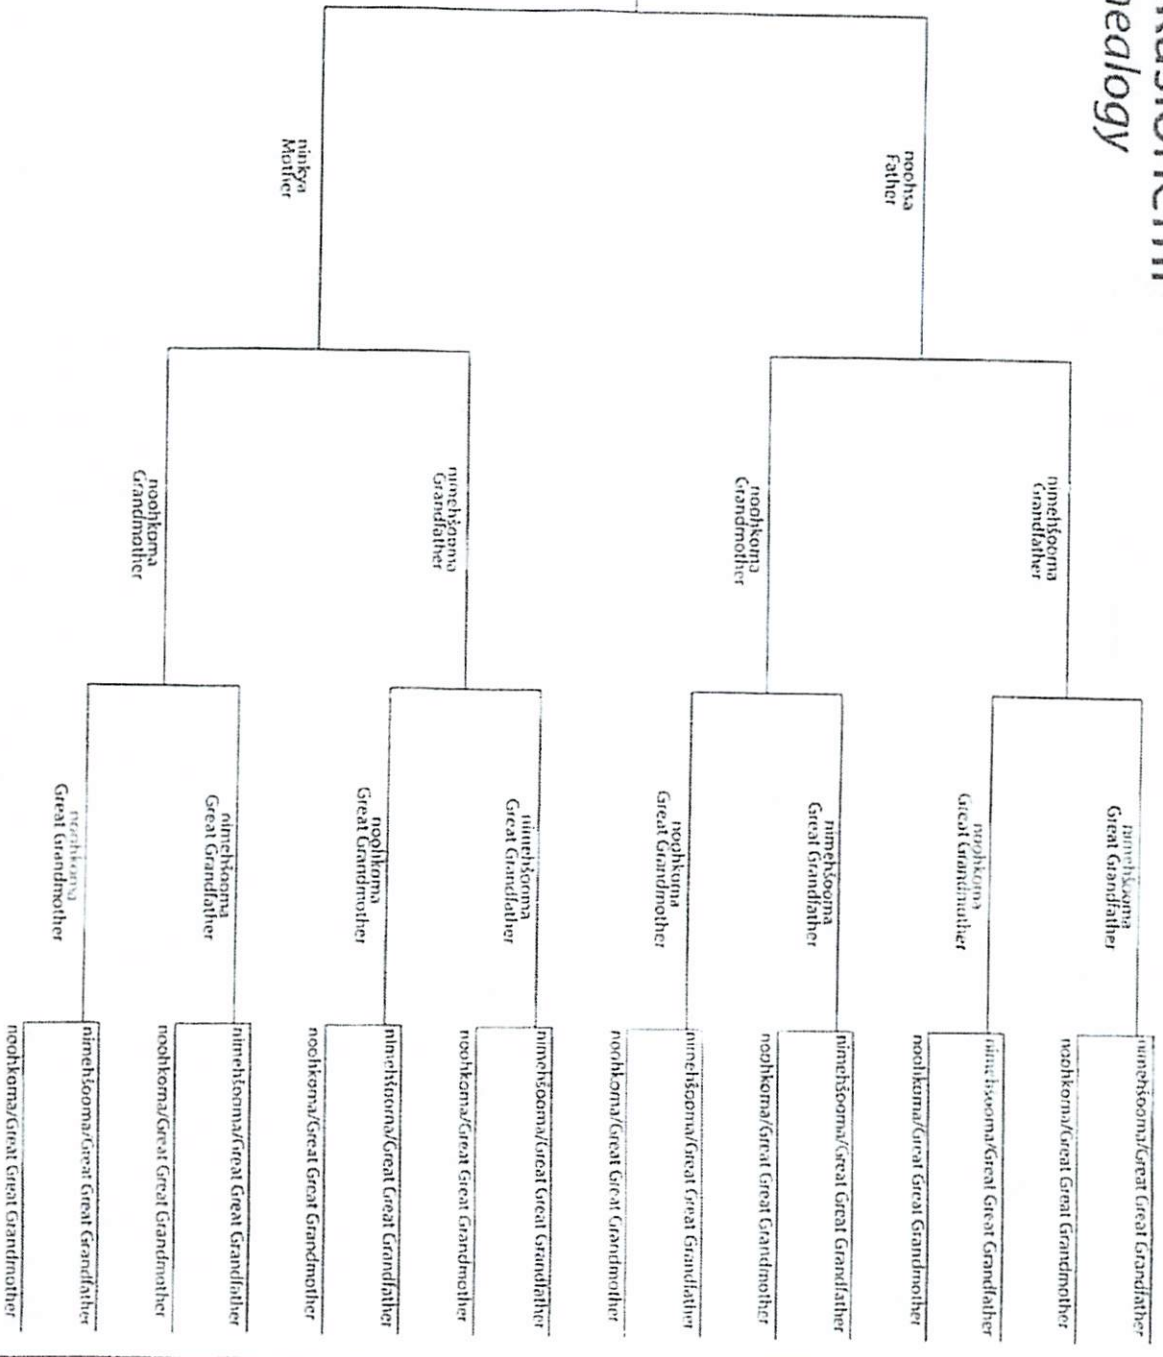 nealogy
noohsa
Father
ninkya
Mother
nimehšooma
Grandfather
noohkoma
Grandmother
nimehšooma
Grandfather
noohkoma
Grandmother
nimehšooma
Great Grandfather
noohkoma
Great Grandmother
nimehšooma
Great Grandfather
noohkoma
Great Grandmother
nimehšooma
Great Grandfather
noohkoma
Great Grandmother
nimehšooma
Great Grandfather
noohkoma
Great Grandmother
nimehšooma/Great Great Grandfather
noohkoma/Great Great Grandmother
nimehšooma/Great Great Grandfather
noohkoma/Great Great Grandmother
nimehšooma/Great Great Grandfather
noohkoma/Great Great Grandmother
nimehšooma/Great Great Grandfather
noohkoma/Great Great Grandmother
nimehšooma/Great Great Grandfather
noohkoma/Great Great Grandmother
nimehšooma/Great Great Grandfather
noohkoma/Great Great Grandmother
nimehšooma/Great Great Grandfather
noohkoma/Great Great Grandmother
nimehšooma/Great Great Grandfather
noohkoma/Great Great Grandmother